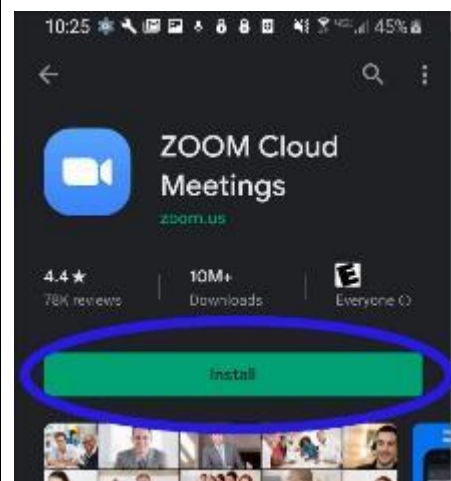 10:25 45%
ZOOM Cloud
Meetings
zoom.us
4.4★ 10M+ E
78K reviews Downloads Everyone
Install